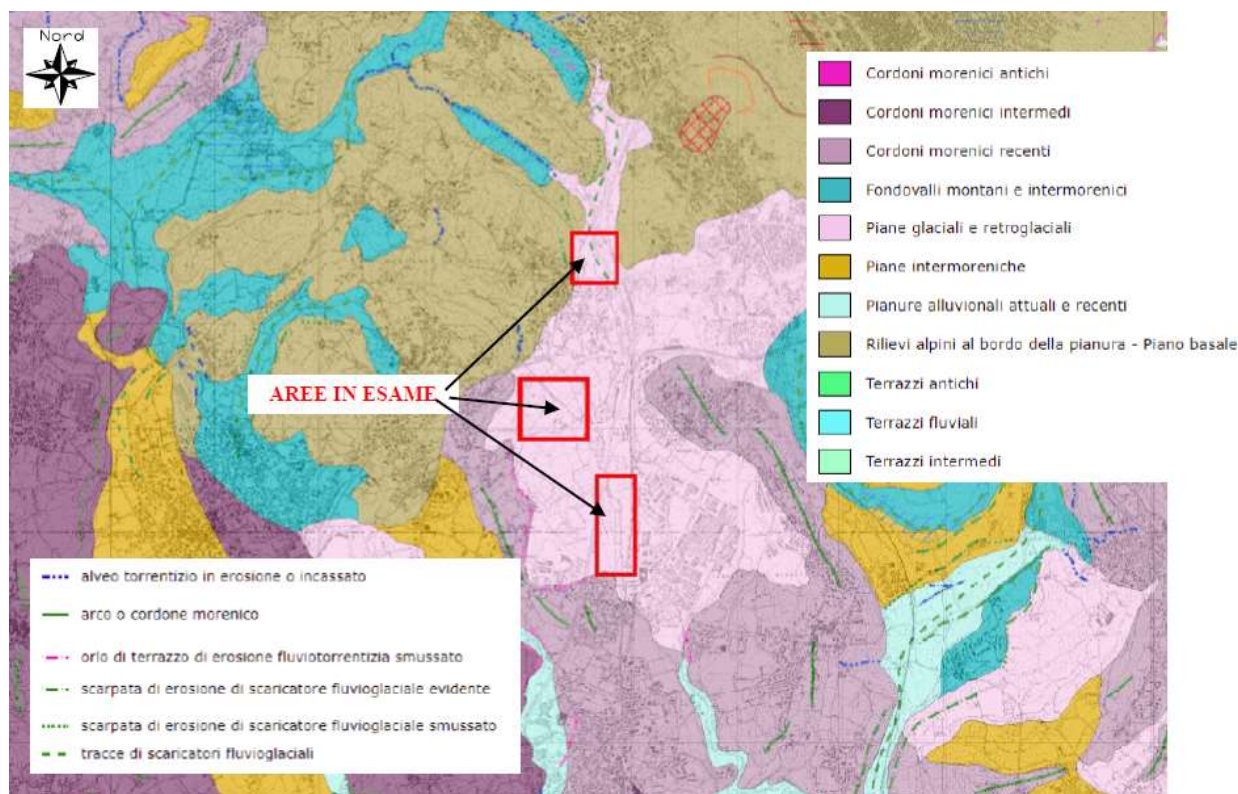 Nord
Cordoni morenici antichi
Cordoni morenici intermedi
Cordoni morenici recenti
Fondovalli montani e intermorenici
Piane glaciali e retroglaciali
Piane intermoreniche
Pianure alluvionali attuali e recenti
Rilievi alpini al bordo della pianura - Piano basale
Terrazzi antichi
Terrazzi fluviali
Terrazzi intermedi
AREE IN ESAME
alveo torrentizio in erosione o incassato
arco o cordone morenico
orlo di terrazzo di erosione fluviotorrentizia smussato
scarpata di erosione di scaricatore fluvioglaciale evidente
scarpata di erosione di scaricatore fluvioglaciale smussato
tracce di scaricatori fluvioglaciali